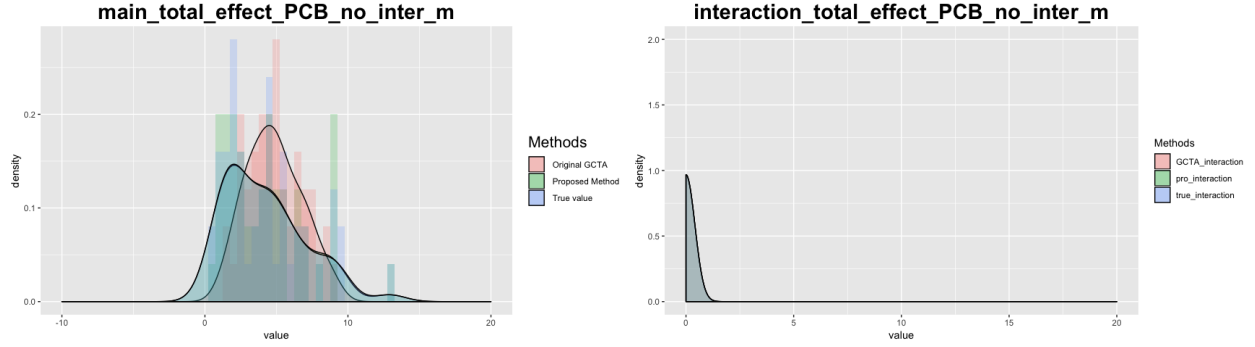 main_total_effect_PCB_no_inter_m
0.2
0.1
0.0
density
-10
0
10
20
value
Methods
Original GCTA
Proposed Method
True value
interaction_total_effect_PCB_no_inter_m
2.0
1.5
1.0
0.5
0.0
density
0
5
10
15
20
value
Methods
GCTA_interaction
pro_interaction
true_interaction